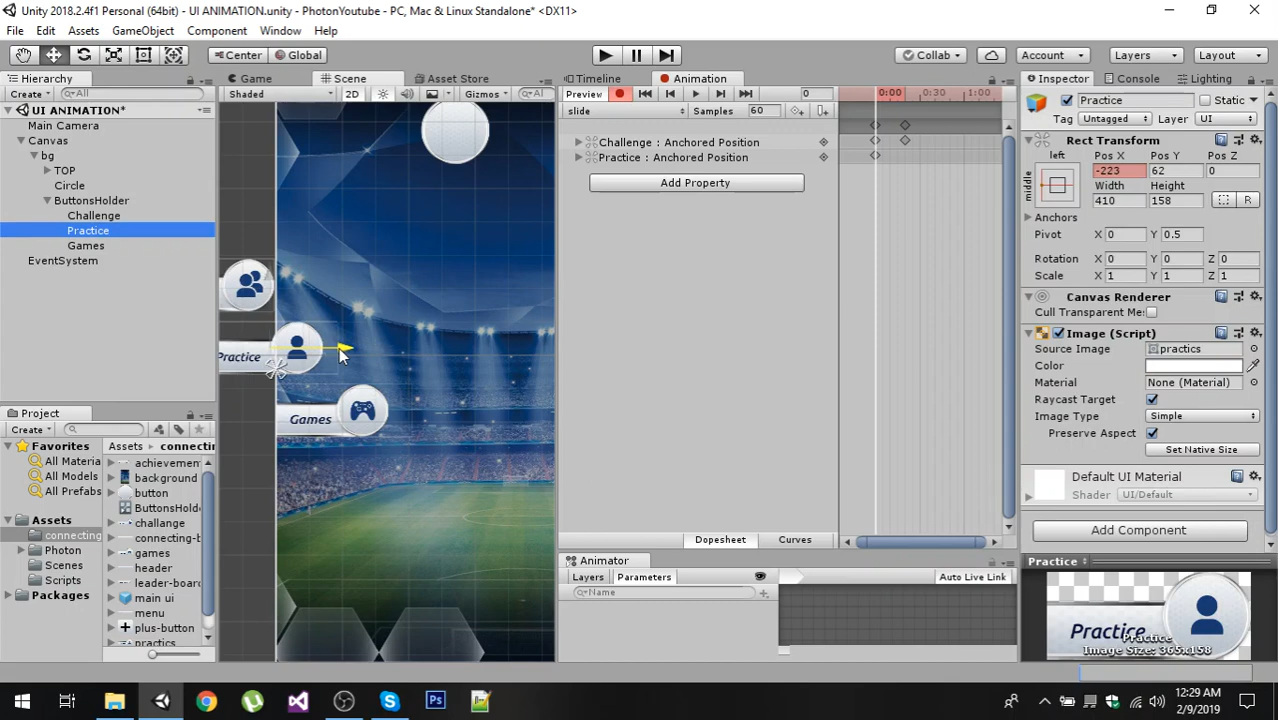 Unity 2018.2.4f1 Personal (64bit) - UI ANIMATION.unity - PhotonYoutube - PC, Mac & Linux Standalone* <DX11>
File Edit Assets GameObject Component Window Help
Center Global Collab Account Layers Layout
Hierarchy Game Scene Asset Store Timeline Animation Inspector Console Lighting
Create All Shaded 2D Gizmos All Preview 0 0:00 0:30 1:00 Practice Static
UI ANIMATION* slide Samples 60 Tag Untagged Layer UI
Main Camera
Canvas Challenge : Anchored Position Rect Transform
bg Practice : Anchored Position left Pos X Pos Y Pos Z
TOP middle -223 62 0
Circle Add Property Width Height
ButtonsHolder 410 158 R
Challenge Anchors
Practice Pivot X 0 Y 0.5
Games Rotation X 0 Y 0 Z 0
EventSystem Scale X 1 Y 1 Z 1
Canvas Renderer
Cull Transparent Me:
Image (Script)
Practice Source Image practics
Color
Material None (Material)
Raycast Target
Games Image Type Simple
Project Preserve Aspect
Create Set Native Size
Favorites Assets connecting
All Materia achievement
All Models background Default UI Material
All Prefabs button Shader UI/Default
ButtonsHold
Assets challange Add Component
connecting connecting-b Dopesheet Curves
Photon games Animator Practice
Scenes header Layers Parameters Auto Live Link
Scripts leader-board Name
Packages main ui
menu
plus-button Practice
practics Practice
Image Size: 365x158
12:29 AM
2/9/2019